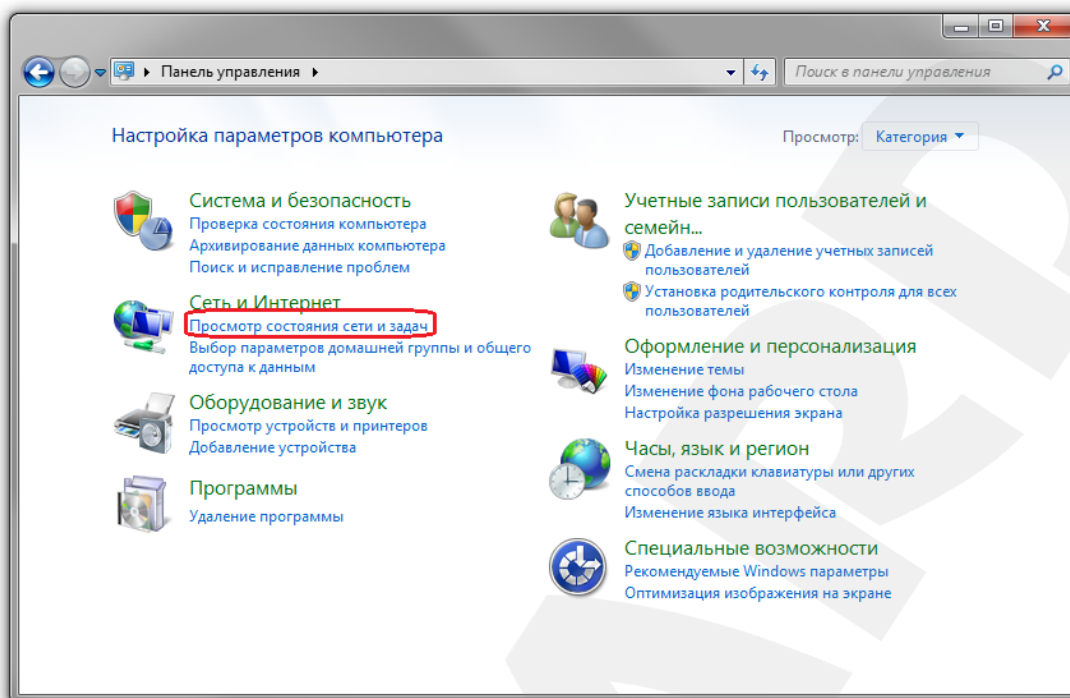 Панель управления
Поиск в панели управления
Настройка параметров компьютера
Просмотр: Категория
Система и безопасность
Проверка состояния компьютера
Архивирование данных компьютера
Поиск и исправление проблем
Сеть и Интернет
Просмотр состояния сети и задач
Выбор параметров домашней группы и общего
доступа к данным
Оборудование и звук
Просмотр устройств и принтеров
Добавление устройства
Программы
Удаление программы
Учетные записи пользователей и
семейн...
Добавление и удаление учетных записей
пользователей
Установка родительского контроля для всех
пользователей
Оформление и персонализация
Изменение темы
Изменение фона рабочего стола
Настройка разрешения экрана
Часы, язык и регион
Смена раскладки клавиатуры или других
способов ввода
Изменение языка интерфейса
Специальные возможности
Рекомендуемые Windows параметры
Оптимизация изображения на экране